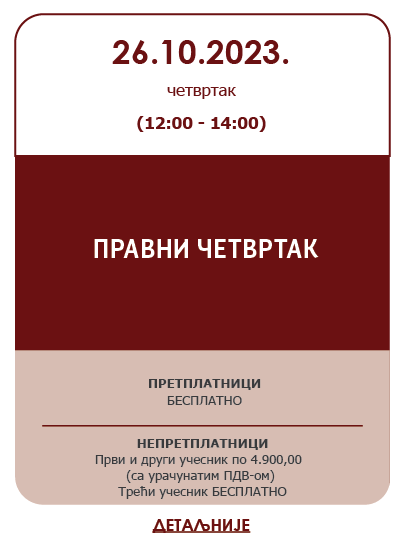 26.10.2023.
четвртак
(12:00 - 14:00)
ПРАВНИ ЧЕТВРТАК
ПРЕТПЛАТНИЦИ
БЕСПЛАТНО
НЕПРЕТПЛАТНИЦИ
Први и други учесник по 4.900,00
(са урачунатим ПДВ-ом)
Трећи учесник БЕСПЛАТНО
ДЕТАЉНИЈЕ